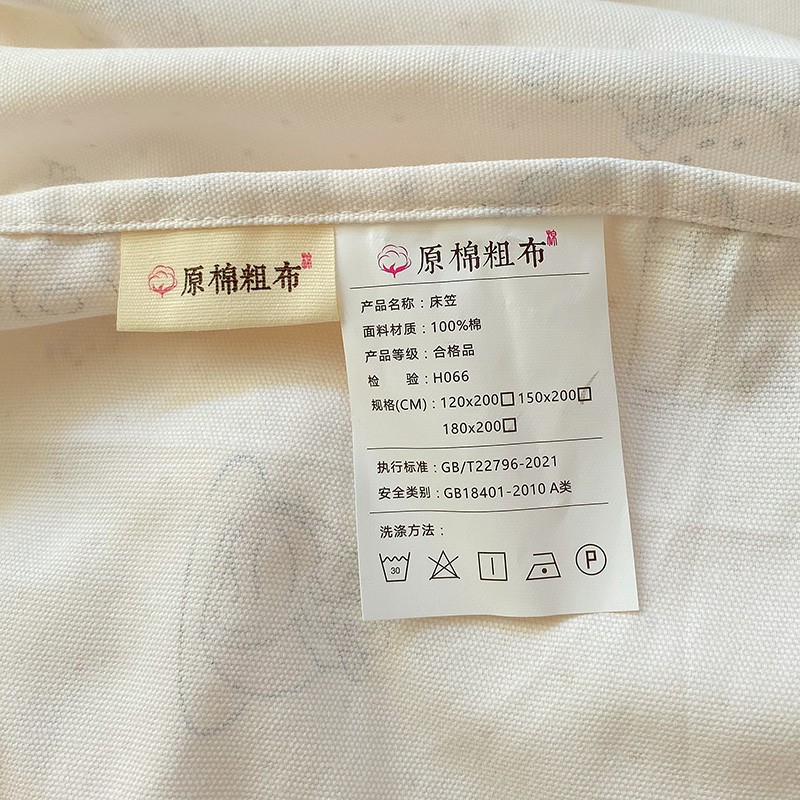 原棉粗布
原棉粗布
产品名称：床笠
面料材质：100%棉
产品等级：合格品
检 验：H066
规格(CM)：120x200□ 150x200□
180x200□
执行标准：GB/T22796-2021
安全类别：GB18401-2010 A类
洗涤方法：
30
P